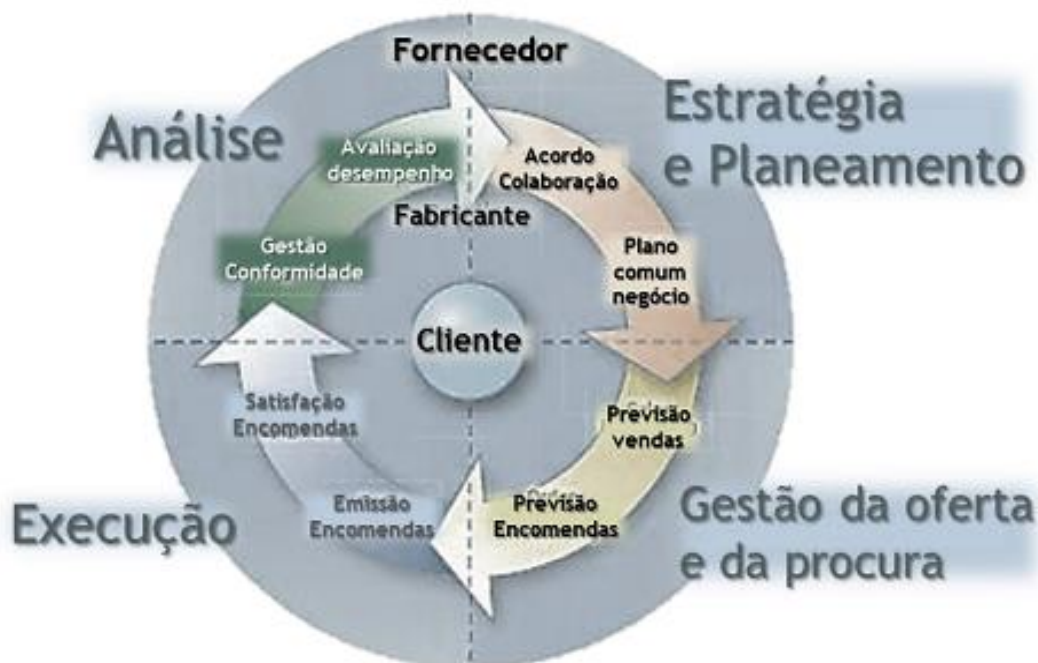 Fornecedor
Análise
Estratégia
e Planeamento
Avaliação
desempenho
Acordo
Colaboração
Fabricante
Gestão
Conformidade
Plano
comum
negócio
Cliente
Satisfação
Encomendas
Previsão
vendas
Emissão
Encomendas
Previsão
Encomendas
Execução
Gestão da oferta
e da procura